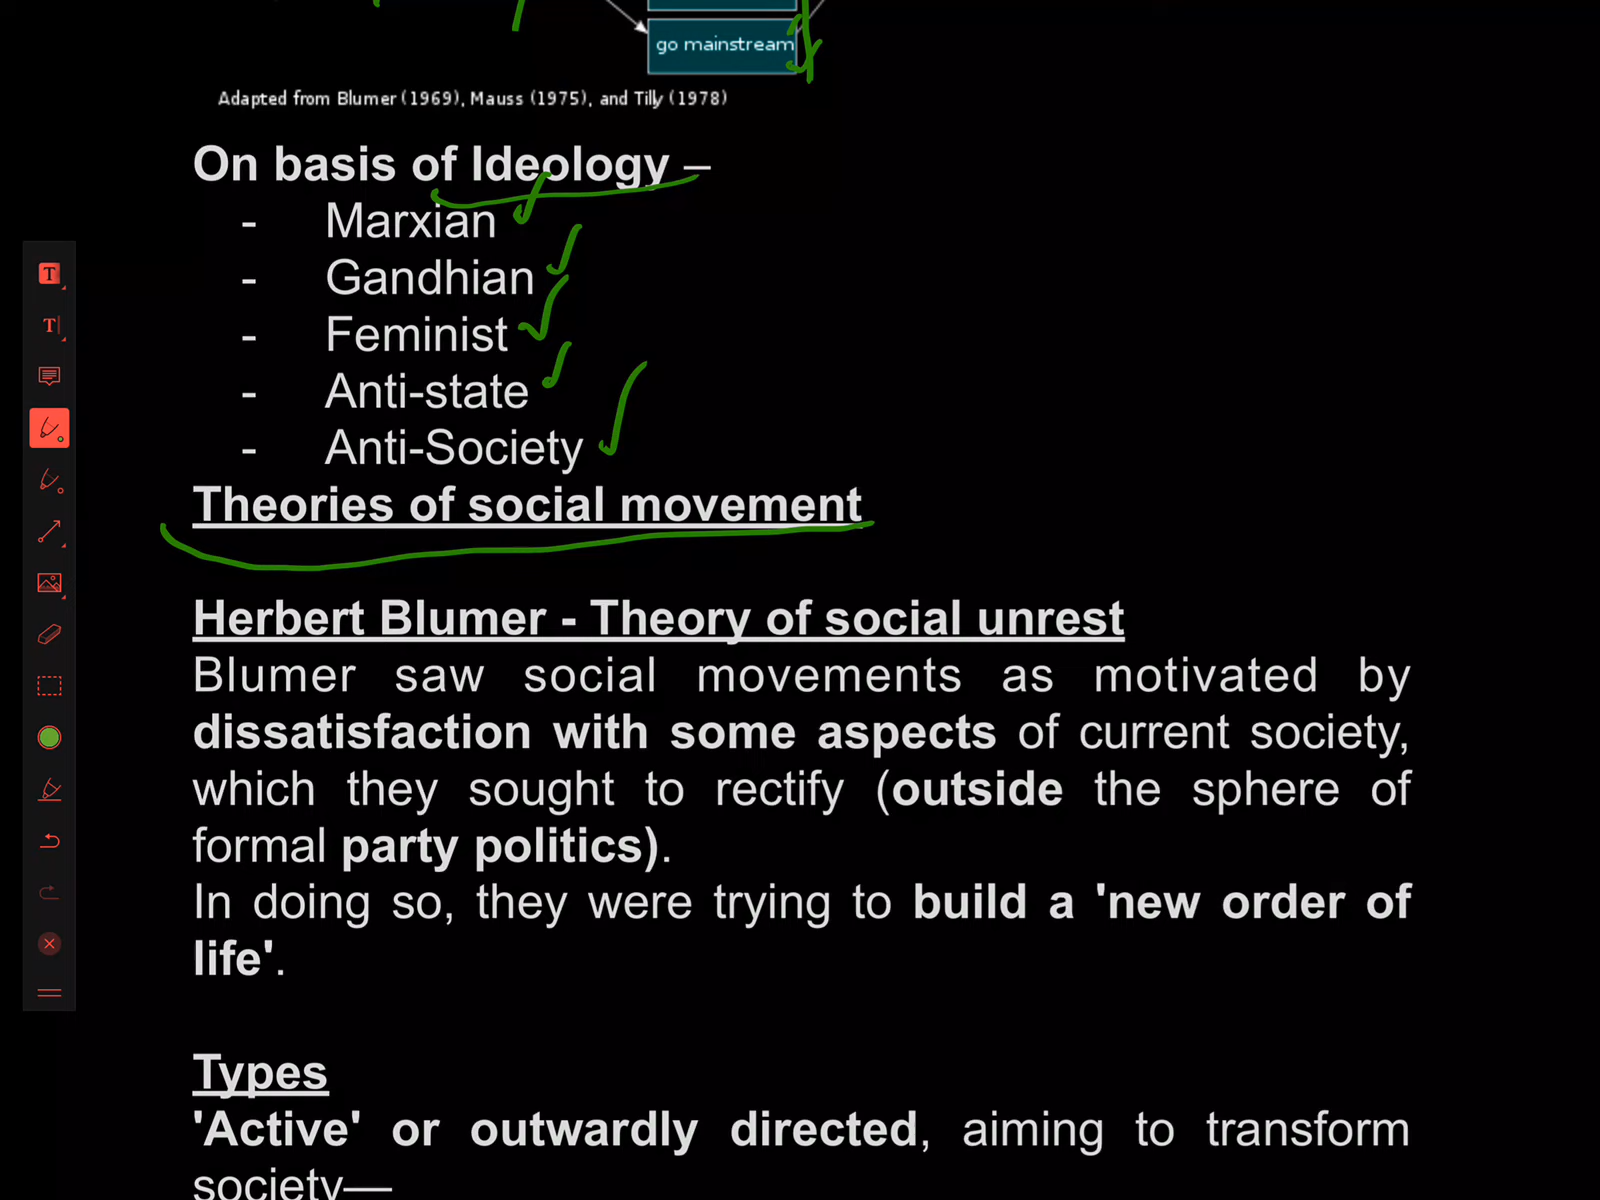 go mainstream
Adapted from Blumer (1969), Mauss (1975), and Tilly (1978)
On basis of Ideology –
- Marxian
- Gandhian
- Feminist
- Anti-state
- Anti-Society
Theories of social movement
Herbert Blumer - Theory of social unrest
Blumer saw social movements as motivated by
dissatisfaction with some aspects of current society,
which they sought to rectify (outside the sphere of
formal party politics).
In doing so, they were trying to build a 'new order of
life'.
Types
'Active' or outwardly directed, aiming to transform
society—